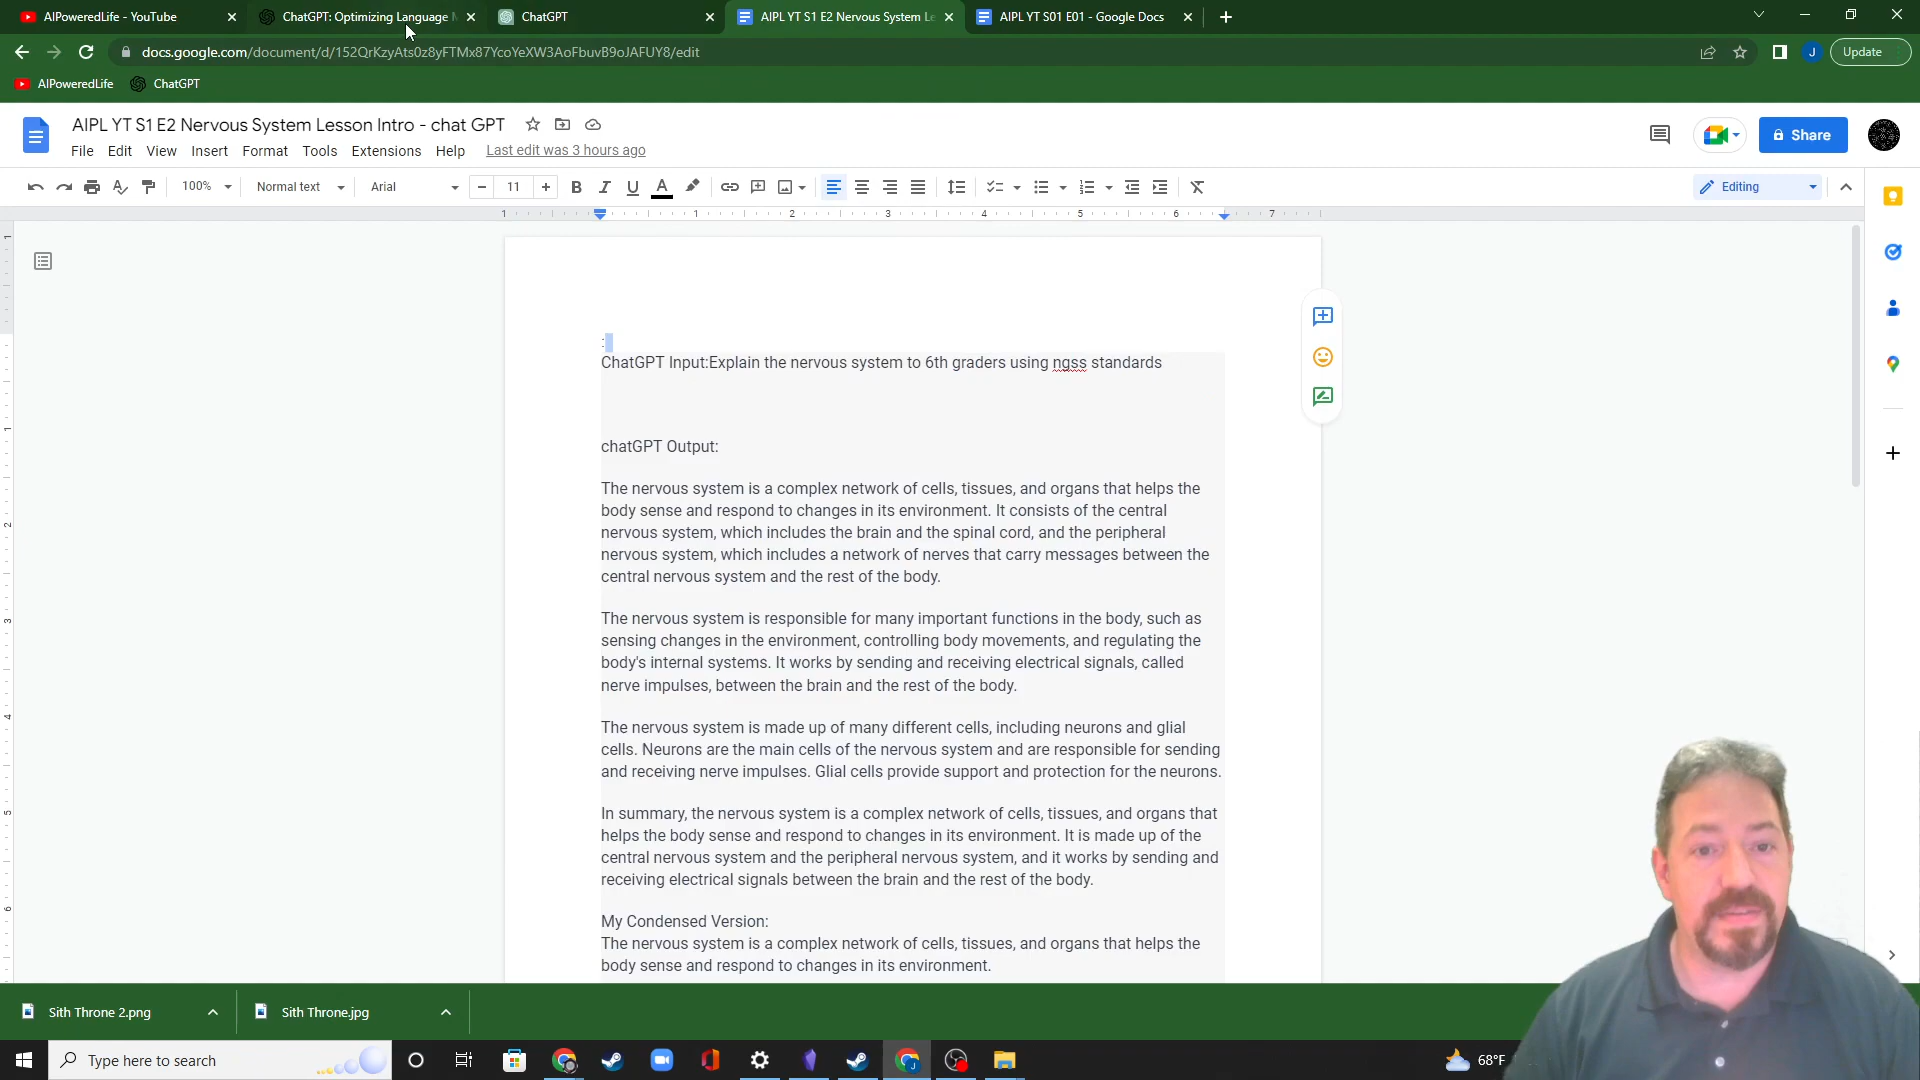 AIPoweredLife - YouTube
ChatGPT: Optimizing Language
ChatGPT
AIPL YT S1 E2 Nervous System Le
AIPL YT S01 E01 - Google Docs
docs.google.com/document/d/152QrKzyAts0z8yFTMx87YcoYeXW3AoFbuvB9oJAFUY8/edit
J
Update
AIPoweredLife
ChatGPT
AIPL YT S1 E2 Nervous System Lesson Intro - chat GPT
Share
File Edit View Insert Format Tools Extensions Help Last edit was 3 hours ago
100% Normal text Arial 11 Editing
1 1 2 3 4 5 6 7
:
ChatGPT Input:Explain the nervous system to 6th graders using ngss standards
chatGPT Output:
The nervous system is a complex network of cells, tissues, and organs that helps the
body sense and respond to changes in its environment. It consists of the central
nervous system, which includes the brain and the spinal cord, and the peripheral
nervous system, which includes a network of nerves that carry messages between the
central nervous system and the rest of the body.
The nervous system is responsible for many important functions in the body, such as
sensing changes in the environment, controlling body movements, and regulating the
body's internal systems. It works by sending and receiving electrical signals, called
nerve impulses, between the brain and the rest of the body.
The nervous system is made up of many different cells, including neurons and glial
cells. Neurons are the main cells of the nervous system and are responsible for sending
and receiving nerve impulses. Glial cells provide support and protection for the neurons.
In summary, the nervous system is a complex network of cells, tissues, and organs that
helps the body sense and respond to changes in its environment. It is made up of the
central nervous system and the peripheral nervous system, and it works by sending and
receiving electrical signals between the brain and the rest of the body.
My Condensed Version:
The nervous system is a complex network of cells, tissues, and organs that helps the
body sense and respond to changes in its environment.
Sith Throne 2.png
Sith Throne.jpg
Type here to search
68°F